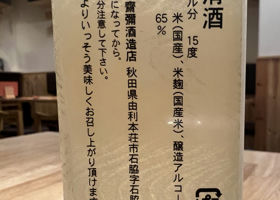 清酒
ル分 15度
米(国産)、米麹(国産米)、醸造アルコー
65%
齋彌酒造店 秋田県由利本荘市石脇字石脇
になってから。
分注意して下さい。
よりいっそう美味しくお召し上がり頂けます